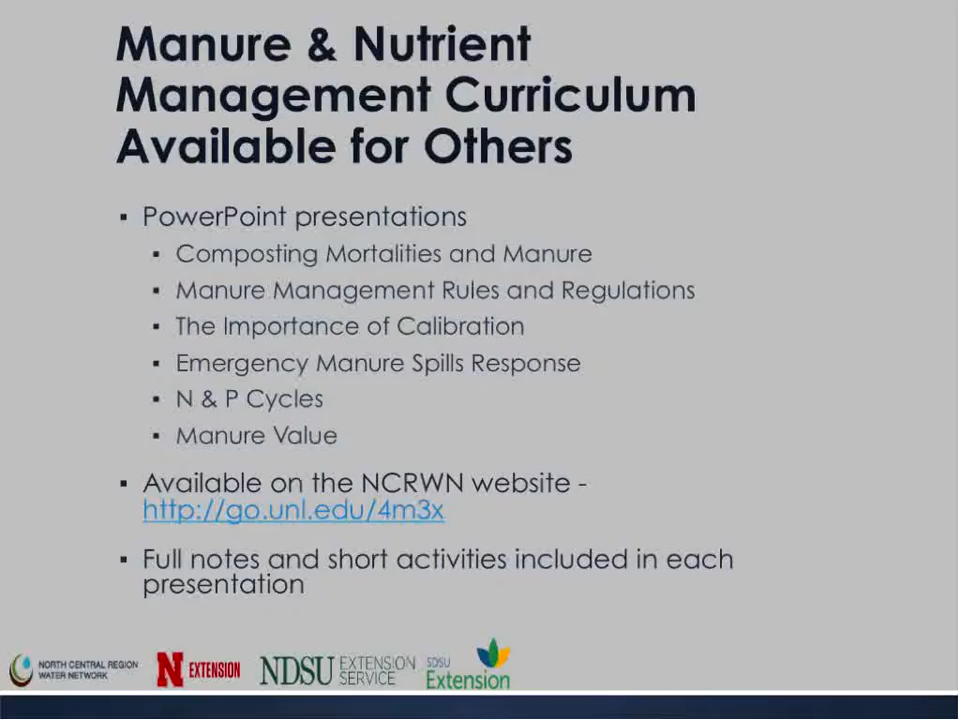 Manure & Nutrient
Management Curriculum
Available for Others
▪ PowerPoint presentations
▪ Composting Mortalities and Manure
▪ Manure Management Rules and Regulations
▪ The Importance of Calibration
▪ Emergency Manure Spills Response
▪ N & P Cycles
▪ Manure Value
▪ Available on the NCRWN website -
http://go.unl.edu/4m3x
▪ Full notes and short activities included in each
presentation
NORTH CENTRAL REGION
WATER NETWORK
N EXTENSION
NDSU EXTENSION
SERVICE
SDSU
Extension